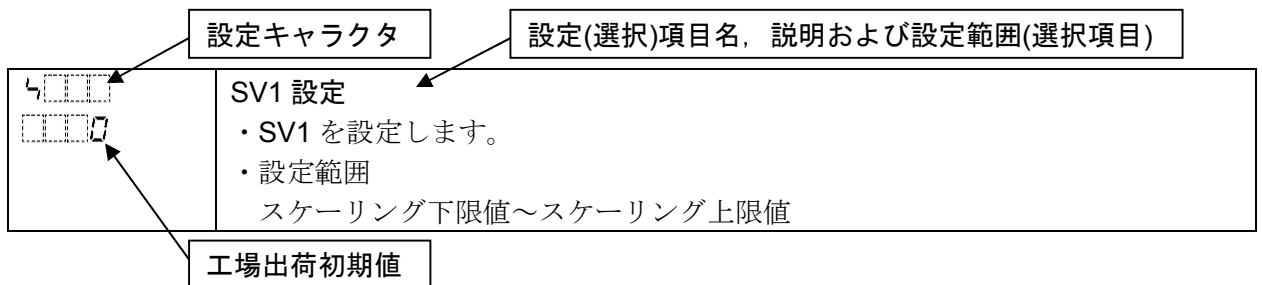 設定キャラクタ
設定(選択)項目名, 説明および設定範囲(選択項目)
SV1 設定
・SV1 を設定します。
0
・設定範囲
スケーリング下限値～スケーリング上限値
工場出荷初期値